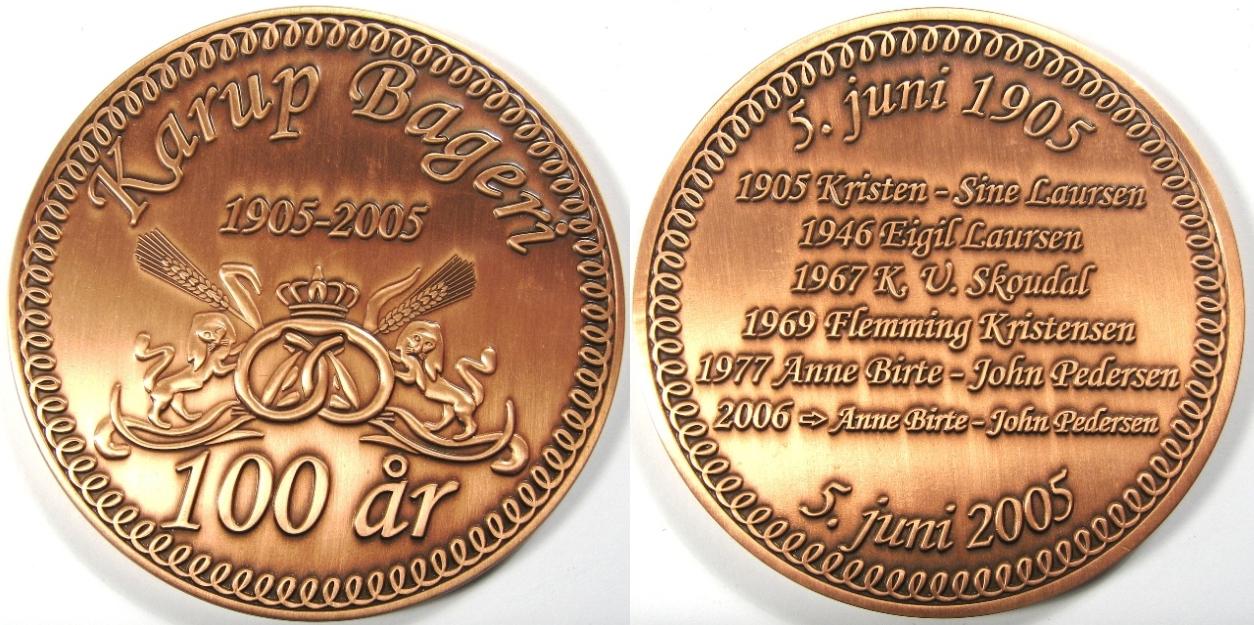 Karup Bageri
1905-2005
100 år
5. juni 1905
1905 Kristen - Sine Laursen
1946 Eigil Laursen
1967 K. V. Skoudal
1969 Flemming Kristensen
1977 Anne Birte - John Pedersen
2006 ⇨ Anne Birte - John Pedersen
5. juni 2005